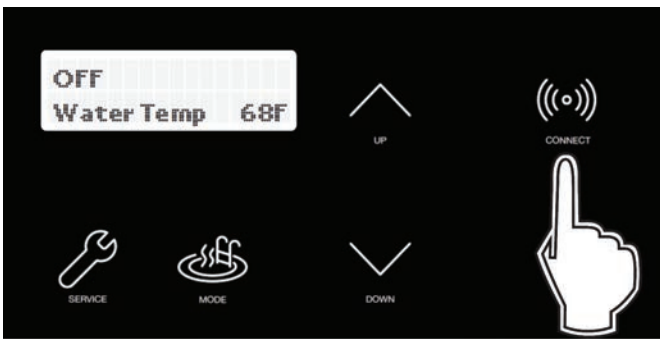 OFF
Water Temp 68F
UP
CONNECT
SERVICE
MODE
DOWN